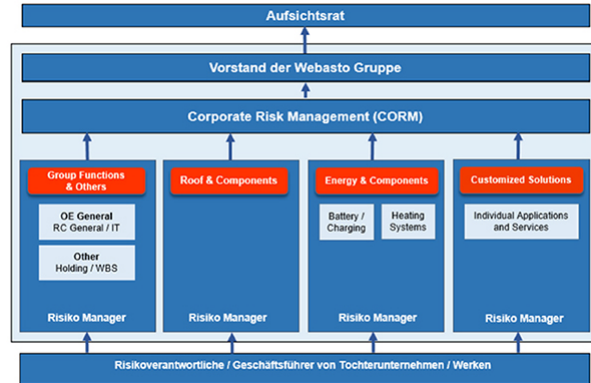 Aufsichtsrat
Vorstand der Webasto Gruppe
Corporate Risk Management (CORM)
Group Functions
& Others
OE General
RC General / IT
Other
Holding / WBS
Risiko Manager
Roof & Components
Risiko Manager
Energy & Components
Battery /
Charging
Heating
Systems
Risiko Manager
Customized Solutions
Individual Applications
and Services
Risiko Manager
Risikoverantwortliche / Geschäftsführer von Tochterunternehmen / Werken